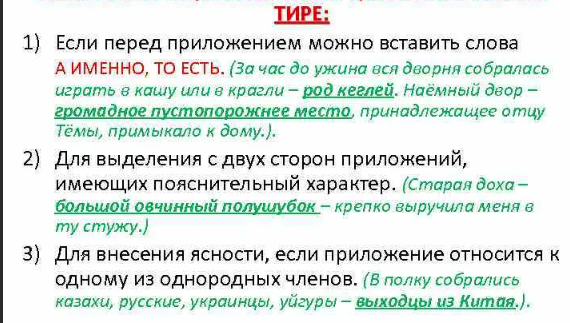 ТИРЕ:
1) Если перед приложением можно вставить слова
А ИМЕННО, ТО ЕСТЬ. (За час до ужина вся дворня собралась
играть в кашу или в крагли – род кеглей. Наёмный двор –
громадное пустопорожнее место, принадлежащее отцу
Тёмы, примыкало к дому.).
2) Для выделения с двух сторон приложений,
имеющих пояснительный характер. (Старая доха –
большой овчинный полушубок – крепко выручила меня в
ту стужу.)
3) Для внесения ясности, если приложение относится к
одному из однородных членов. (В полку собрались
казахи, русские, украинцы, уйгуры – выходцы из Китая.).